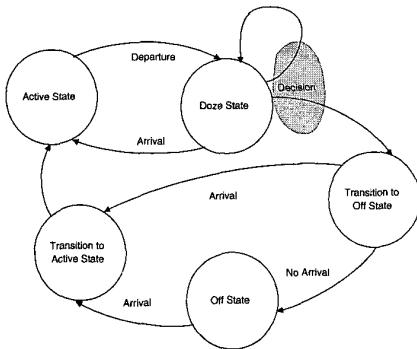 Departure
Active State
Decision
Doze State
Arrival
Arrival
Transition to
Off State
Transition to
Active State
No Arrival
Arrival
Off State